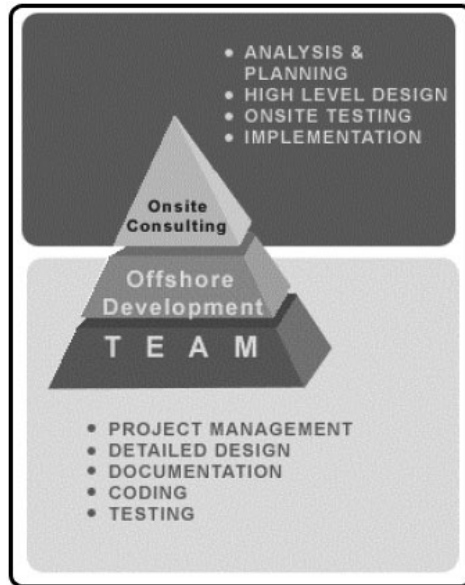 • ANALYSIS &
PLANNING
• HIGH LEVEL DESIGN
• ONSITE TESTING
• IMPLEMENTATION
Onsite
Consulting
Offshore
Development
TEAM
• PROJECT MANAGEMENT
• DETAILED DESIGN
• DOCUMENTATION
• CODING
• TESTING